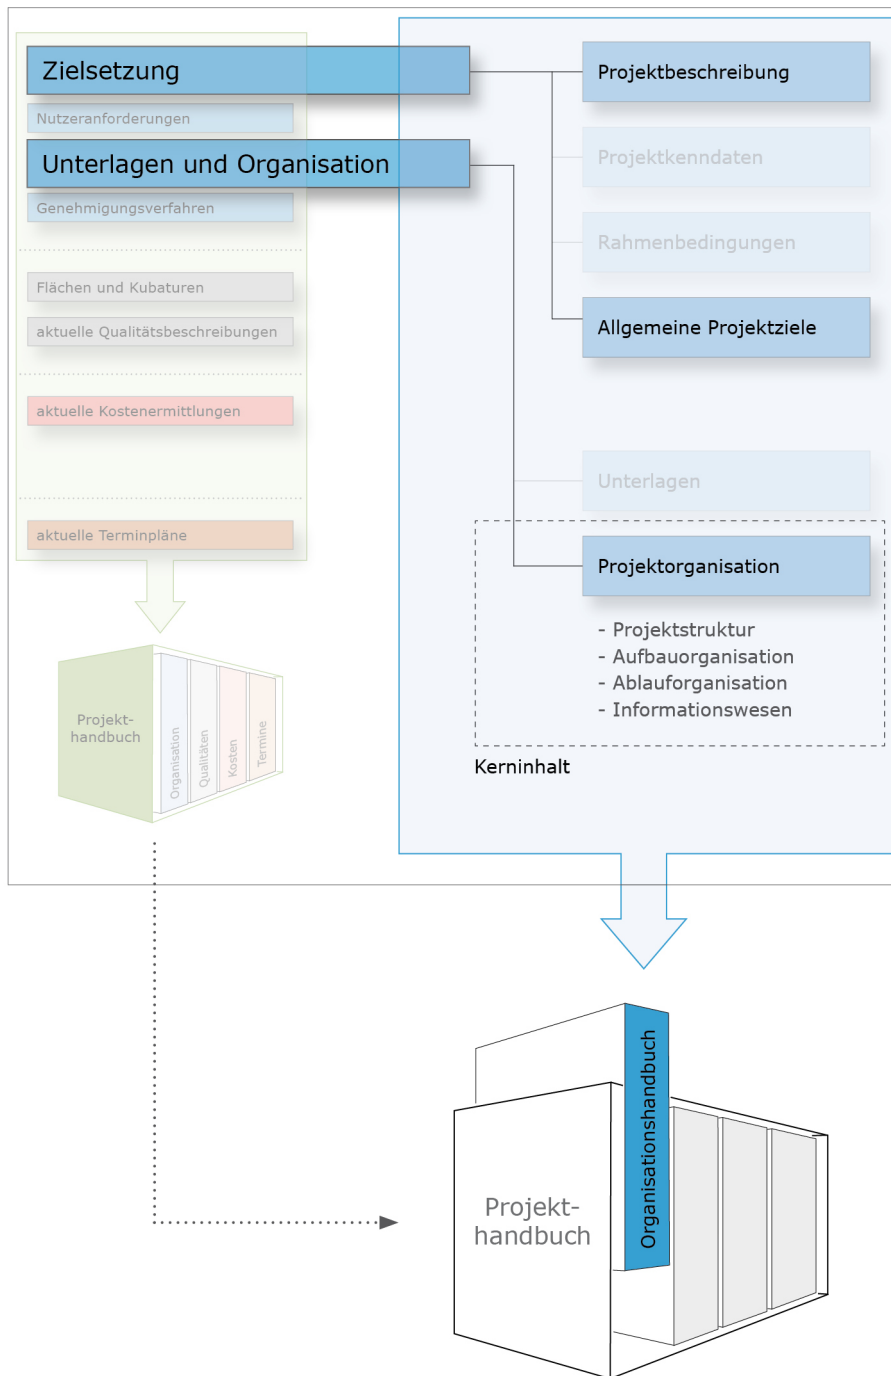 Zielsetzung
Nutzeranforderungen
Unterlagen und Organisation
Genehmigungsverfahren
Flächen und Kubaturen
aktuelle Qualitätsbeschreibungen
aktuelle Kostenermittlungen
aktuelle Terminpläne
Projekt-
handbuch
Organisation
Qualitäten
Kosten
Termine
Projektbeschreibung
Projektkenndaten
Rahmenbedingungen
Allgemeine Projektziele
Unterlagen
Projektorganisation
- Projektstruktur
- Aufbauorganisation
- Ablauforganisation
- Informationswesen
Kerninhalt
Projekt-
handbuch
Organisationshandbuch